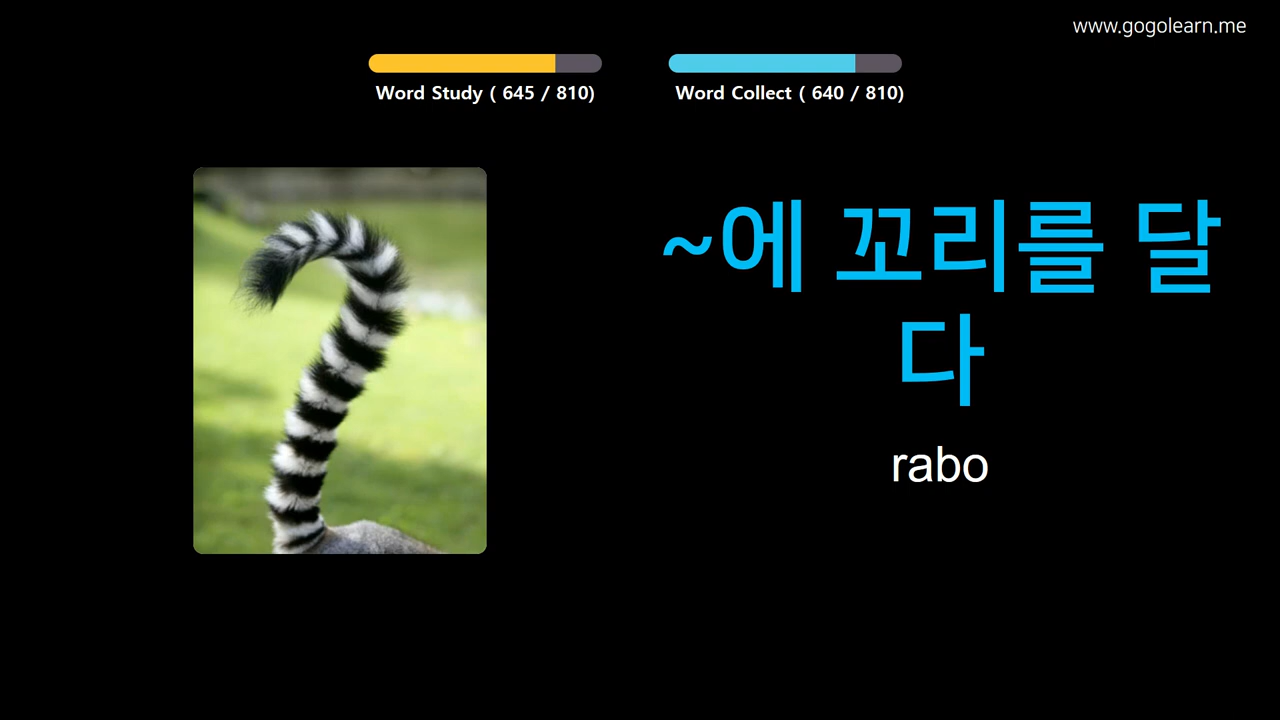 www.gogolearn.me
Word Study ( 645 / 810)
Word Collect ( 640 / 810)
~에 꼬리를 달
다
rabo